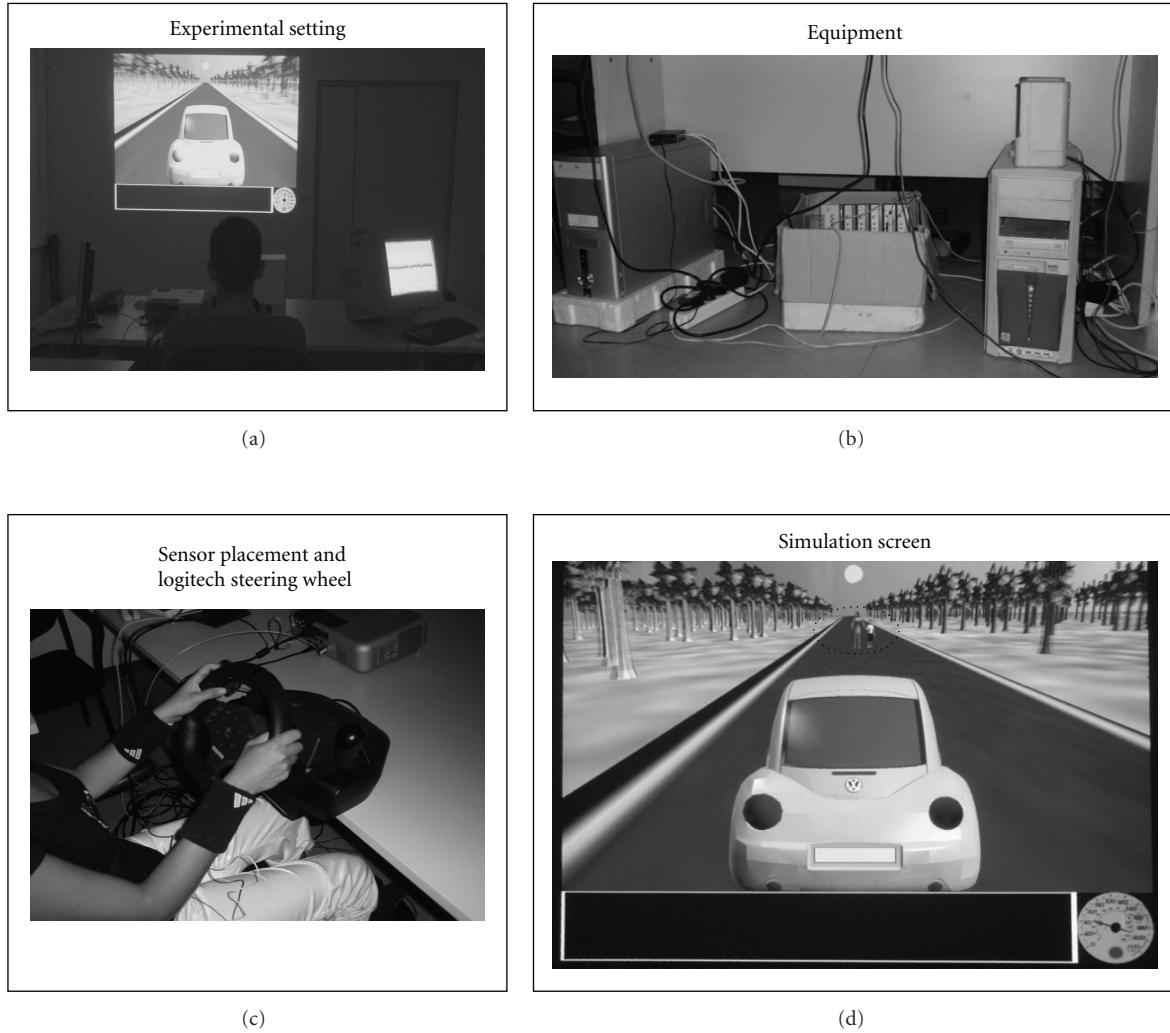 Experimental setting
Equipment
(a)
(b)
Sensor placement and
logitech steering wheel
Simulation screen
(c)
(d)